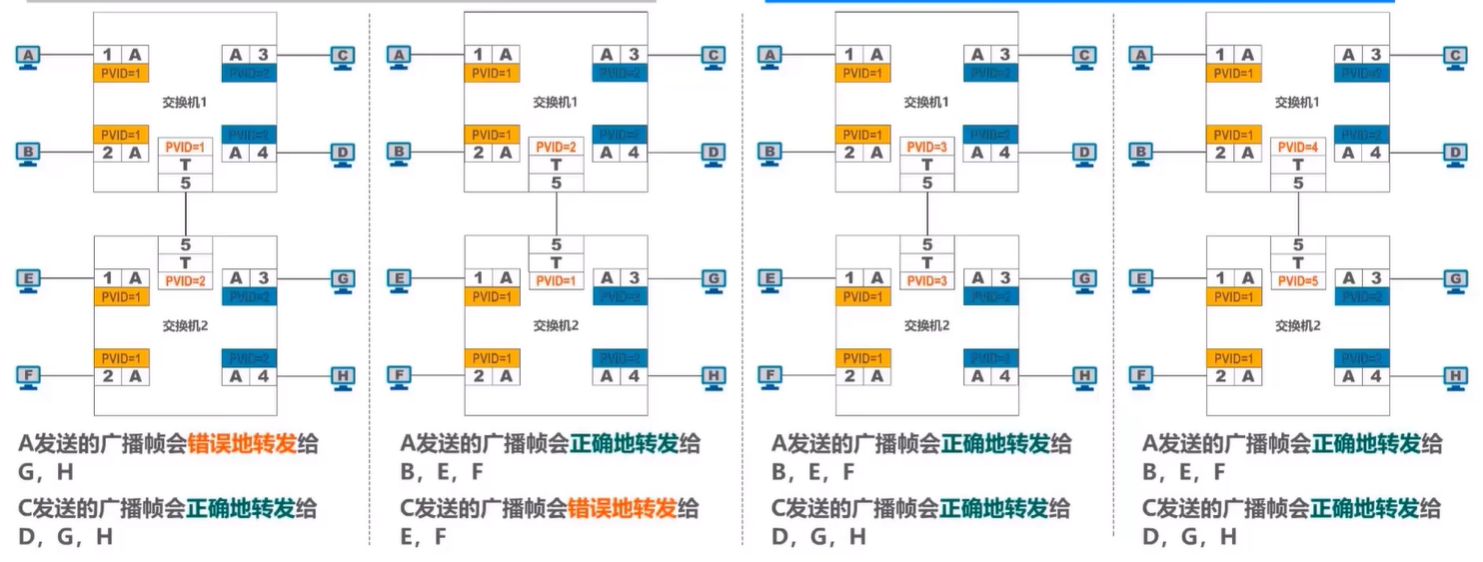 A 1 A A 3 C
PVID=1 PVID=2
交换机1
PVID=1 PVID=1 PVID=2
B 2 A T A 4 D
5
5
T
E 1 A PVID=2 A 3 G
PVID=1 PVID=2
交换机2
PVID=1 PVID=2
F 2 A A 4 H
A发送的广播帧会错误地转发给
G，H
C发送的广播帧会正确地转发给
D，G，H
A 1 A A 3 C
PVID=1 PVID=2
交换机1
PVID=1 PVID=2 PVID=2
B 2 A T A 4 D
5
5
T
E 1 A PVID=1 A 3 G
PVID=1 PVID=2
交换机2
PVID=1 PVID=2
F 2 A A 4 H
A发送的广播帧会正确地转发给
B，E，F
C发送的广播帧会错误地转发给
E，F
A 1 A A 3 C
PVID=1 PVID=2
交换机1
PVID=1 PVID=3 PVID=2
B 2 A T A 4 D
5
5
T
E 1 A PVID=3 A 3 G
PVID=1 PVID=2
交换机2
PVID=1 PVID=2
F 2 A A 4 H
A发送的广播帧会正确地转发给
B，E，F
C发送的广播帧会正确地转发给
D，G，H
A 1 A A 3 C
PVID=1 PVID=2
交换机1
PVID=1 PVID=4 PVID=2
B 2 A T A 4 D
5
5
T
E 1 A PVID=5 A 3 G
PVID=1 PVID=2
交换机2
PVID=1 PVID=2
F 2 A A 4 H
A发送的广播帧会正确地转发给
B，E，F
C发送的广播帧会正确地转发给
D，G，H